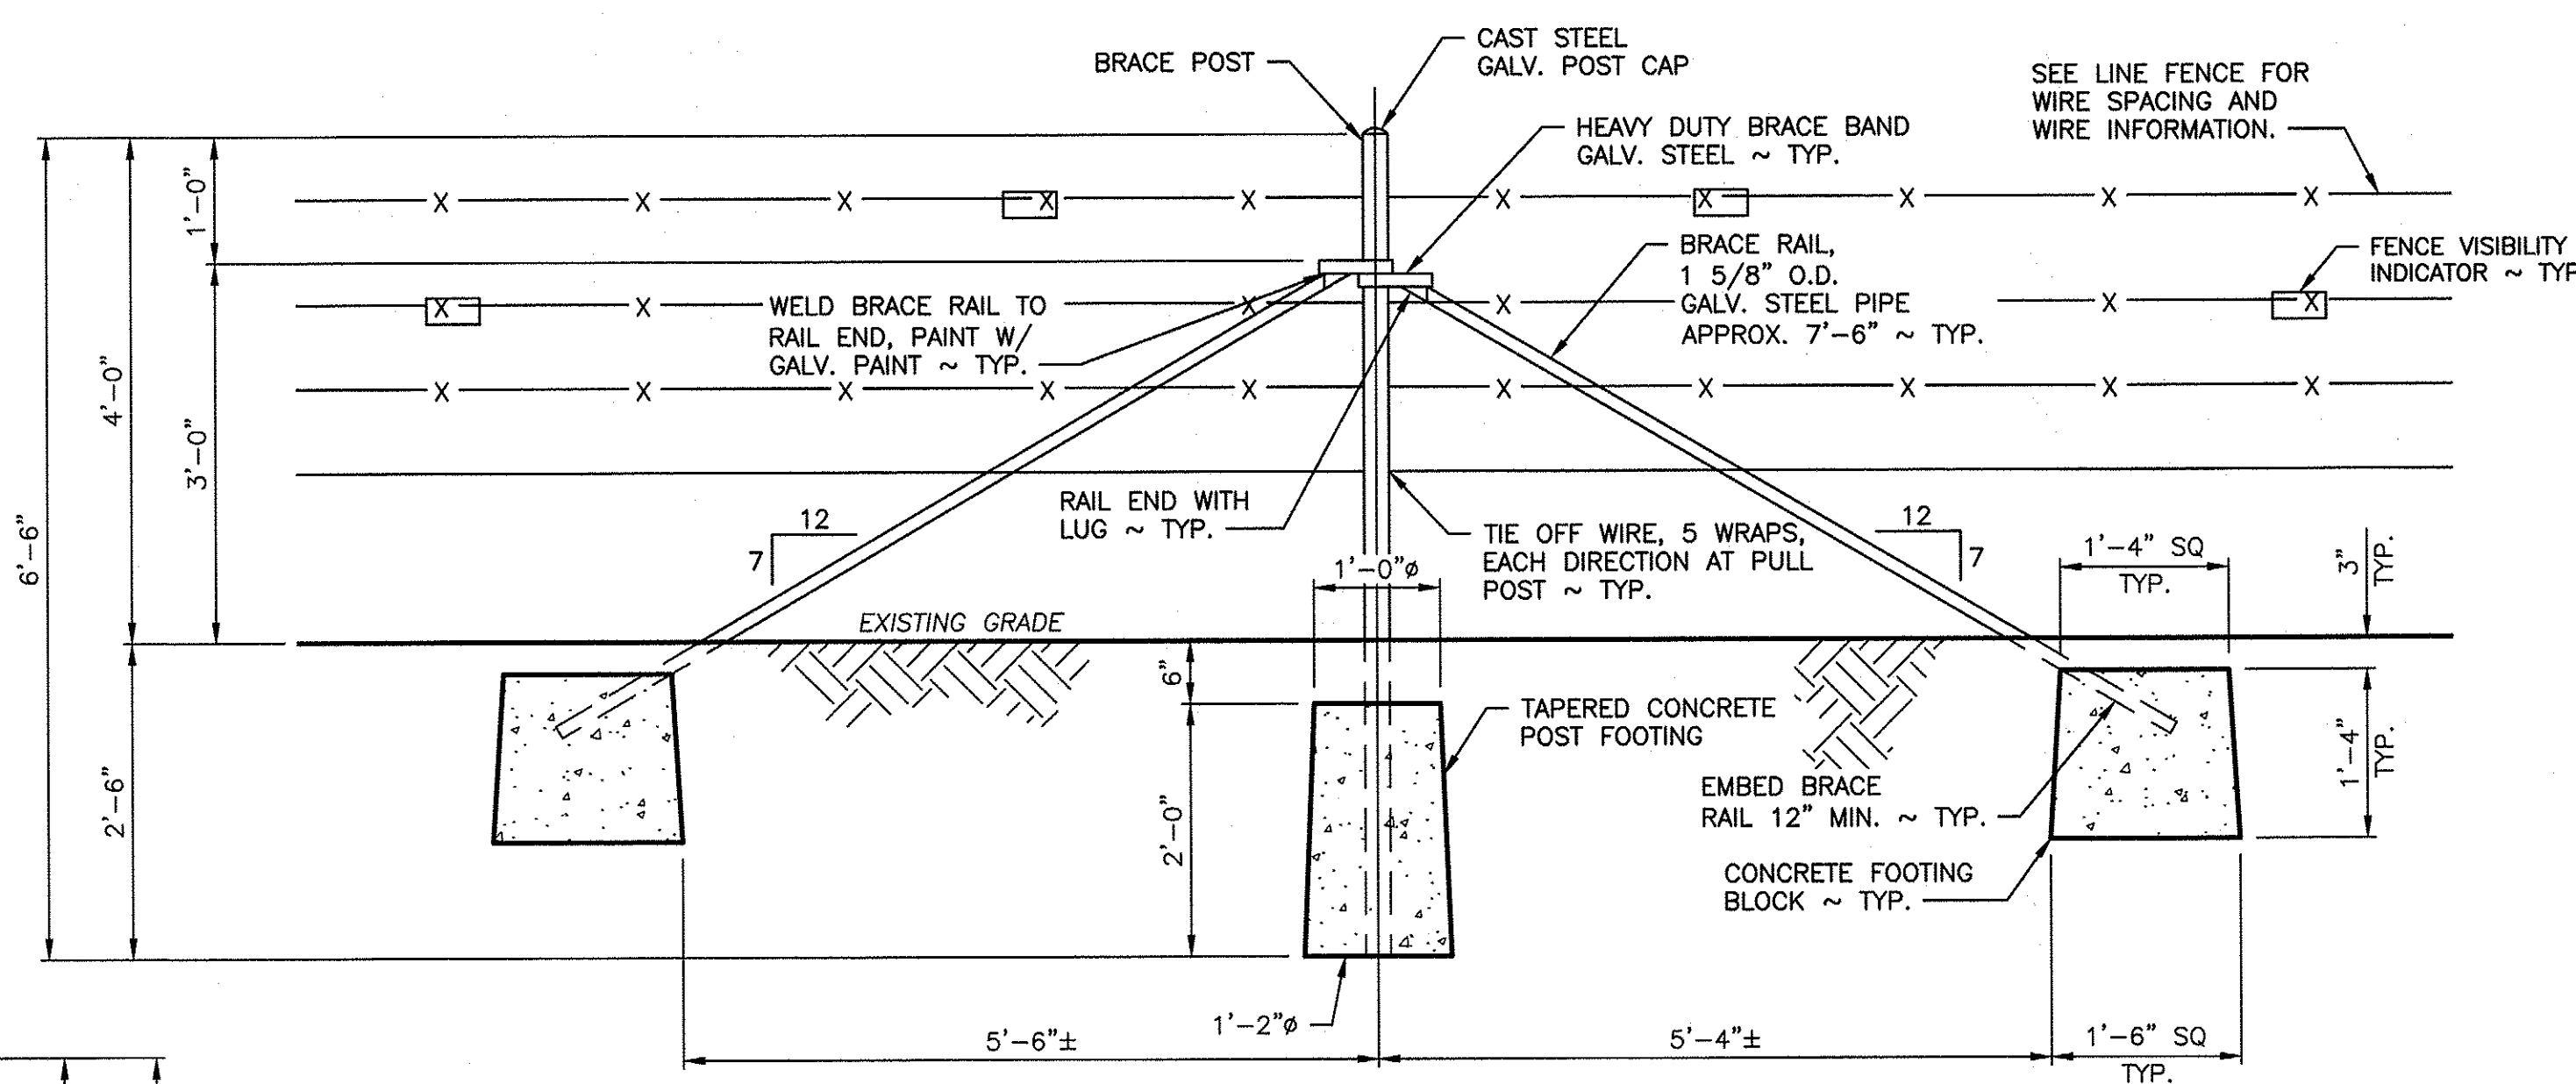 BRACE POST
CAST STEEL
GALV. POST CAP
SEE LINE FENCE FOR
WIRE SPACING AND
WIRE INFORMATION.
HEAVY DUTY BRACE BAND
GALV. STEEL ~ TYP.
1'-0"
X X X X X X X X X X
BRACE RAIL,
1 5/8" O.D.
GALV. STEEL PIPE
APPROX. 7'-6" ~ TYP.
FENCE VISIBILITY
INDICATOR ~ TYP
X X X X X X
WELD BRACE RAIL TO
RAIL END, PAINT W/
GALV. PAINT ~ TYP.
X X X X X X X X X X
4'-0"
3'-0"
6'-6"
RAIL END WITH
LUG ~ TYP.
12
7
TIE OFF WIRE, 5 WRAPS,
EACH DIRECTION AT PULL
POST ~ TYP.
12
7
1'-0"ø
1'-4" SQ
TYP.
3"
TYP.
EXISTING GRADE
6"
TAPERED CONCRETE
POST FOOTING
2'-6"
2'-0"
EMBED BRACE
RAIL 12" MIN. ~ TYP.
1'-4"
TYP.
CONCRETE FOOTING
BLOCK ~ TYP.
1'-2"ø
5'-6"±
5'-4"±
1'-6" SQ
TYP.